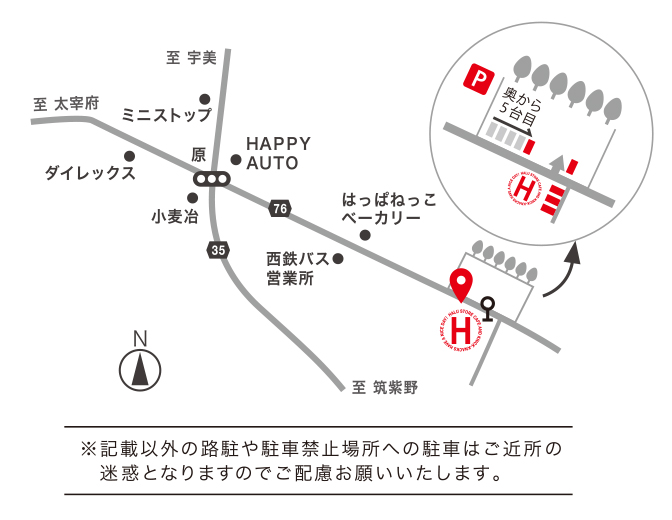 至 宇美
至 太宰府
ミニストップ
原
HAPPY
AUTO
ダイレックス
小麦冶
76
はっぱねっこ
ベーカリー
35
西鉄バス
営業所
P
奥から
5台目
H
H
N
至 筑紫野
※記載以外の路駐や駐車禁止場所への駐車はご近所の
迷惑となりますのでご配慮お願いいたします。